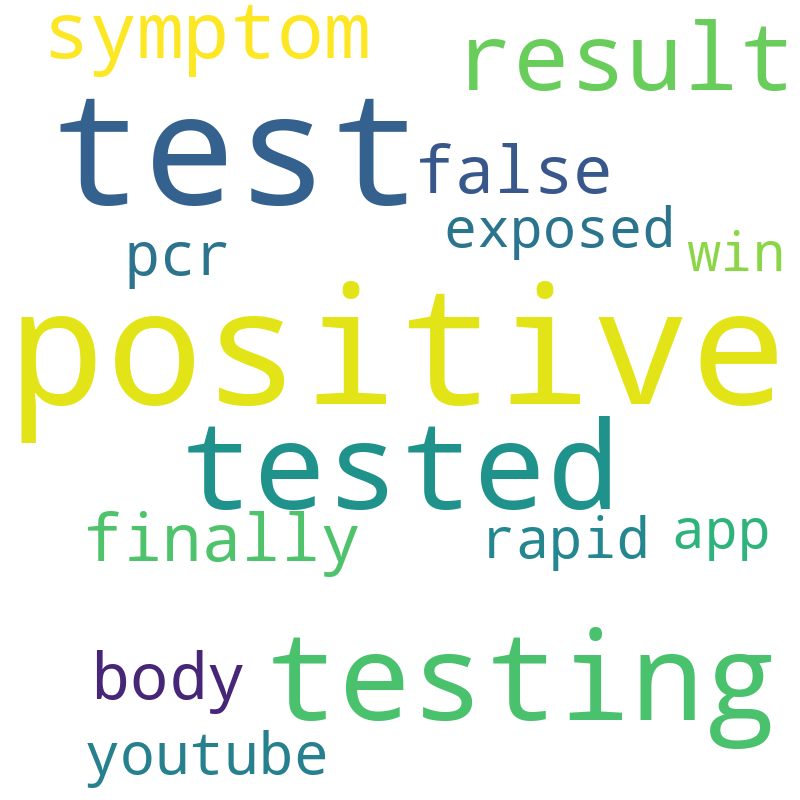 symptom
result
test
false
exposed
pcr
win
positive
tested
finally
rapid
app
body
testing
youtube